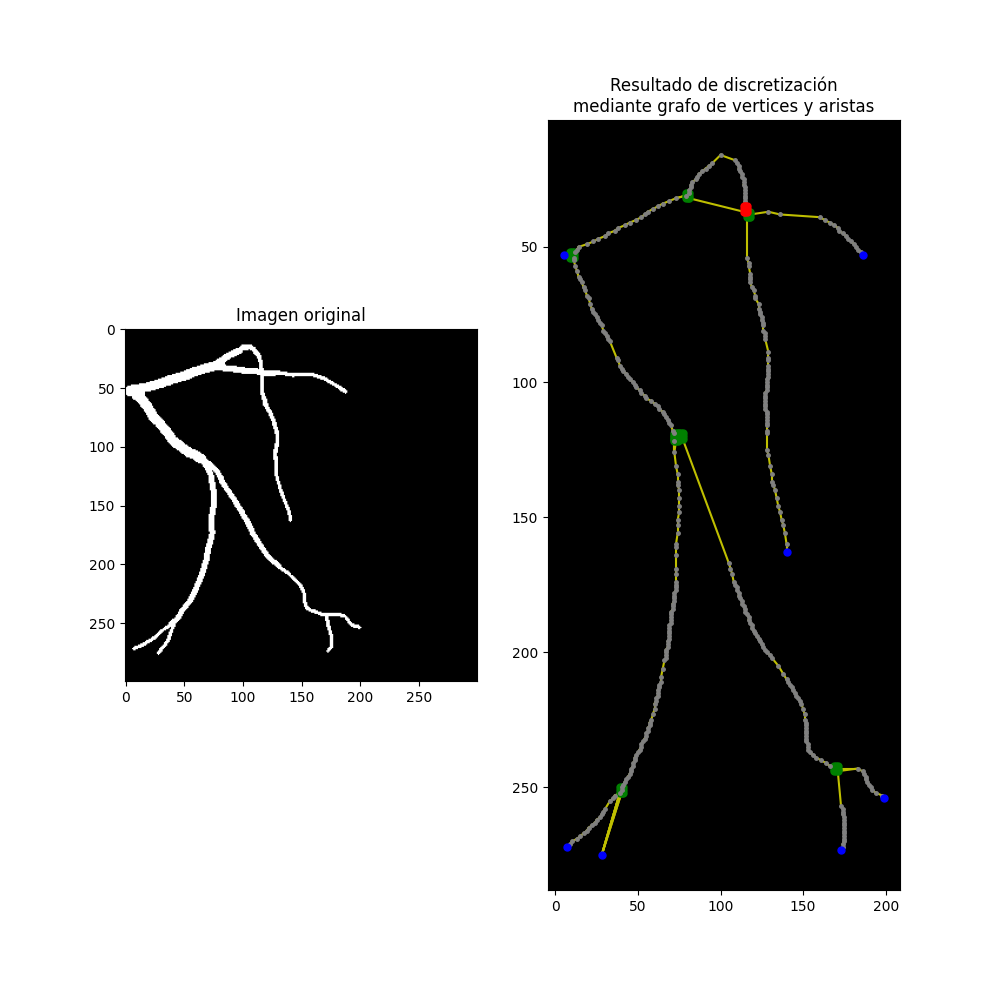 Imagen original
0
50
100
150
200
250
0 50 100 150 200 250
Resultado de discretización
mediante grafo de vertices y aristas
50
100
150
200
250
0 50 100 150 200